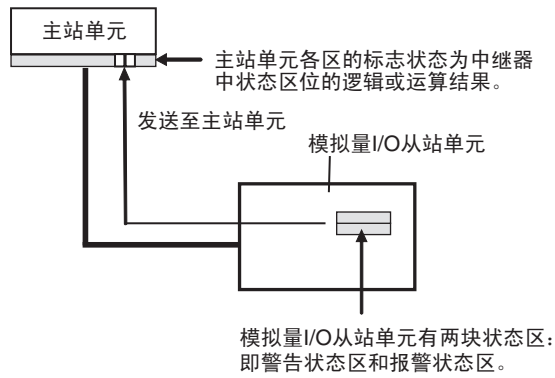 主站单元
主站单元各区的标志状态为中继器
中状态区位的逻辑或运算结果。
发送至主站单元
模拟量I/O从站单元
模拟量I/O从站单元有两块状态区：
即警告状态区和报警状态区。